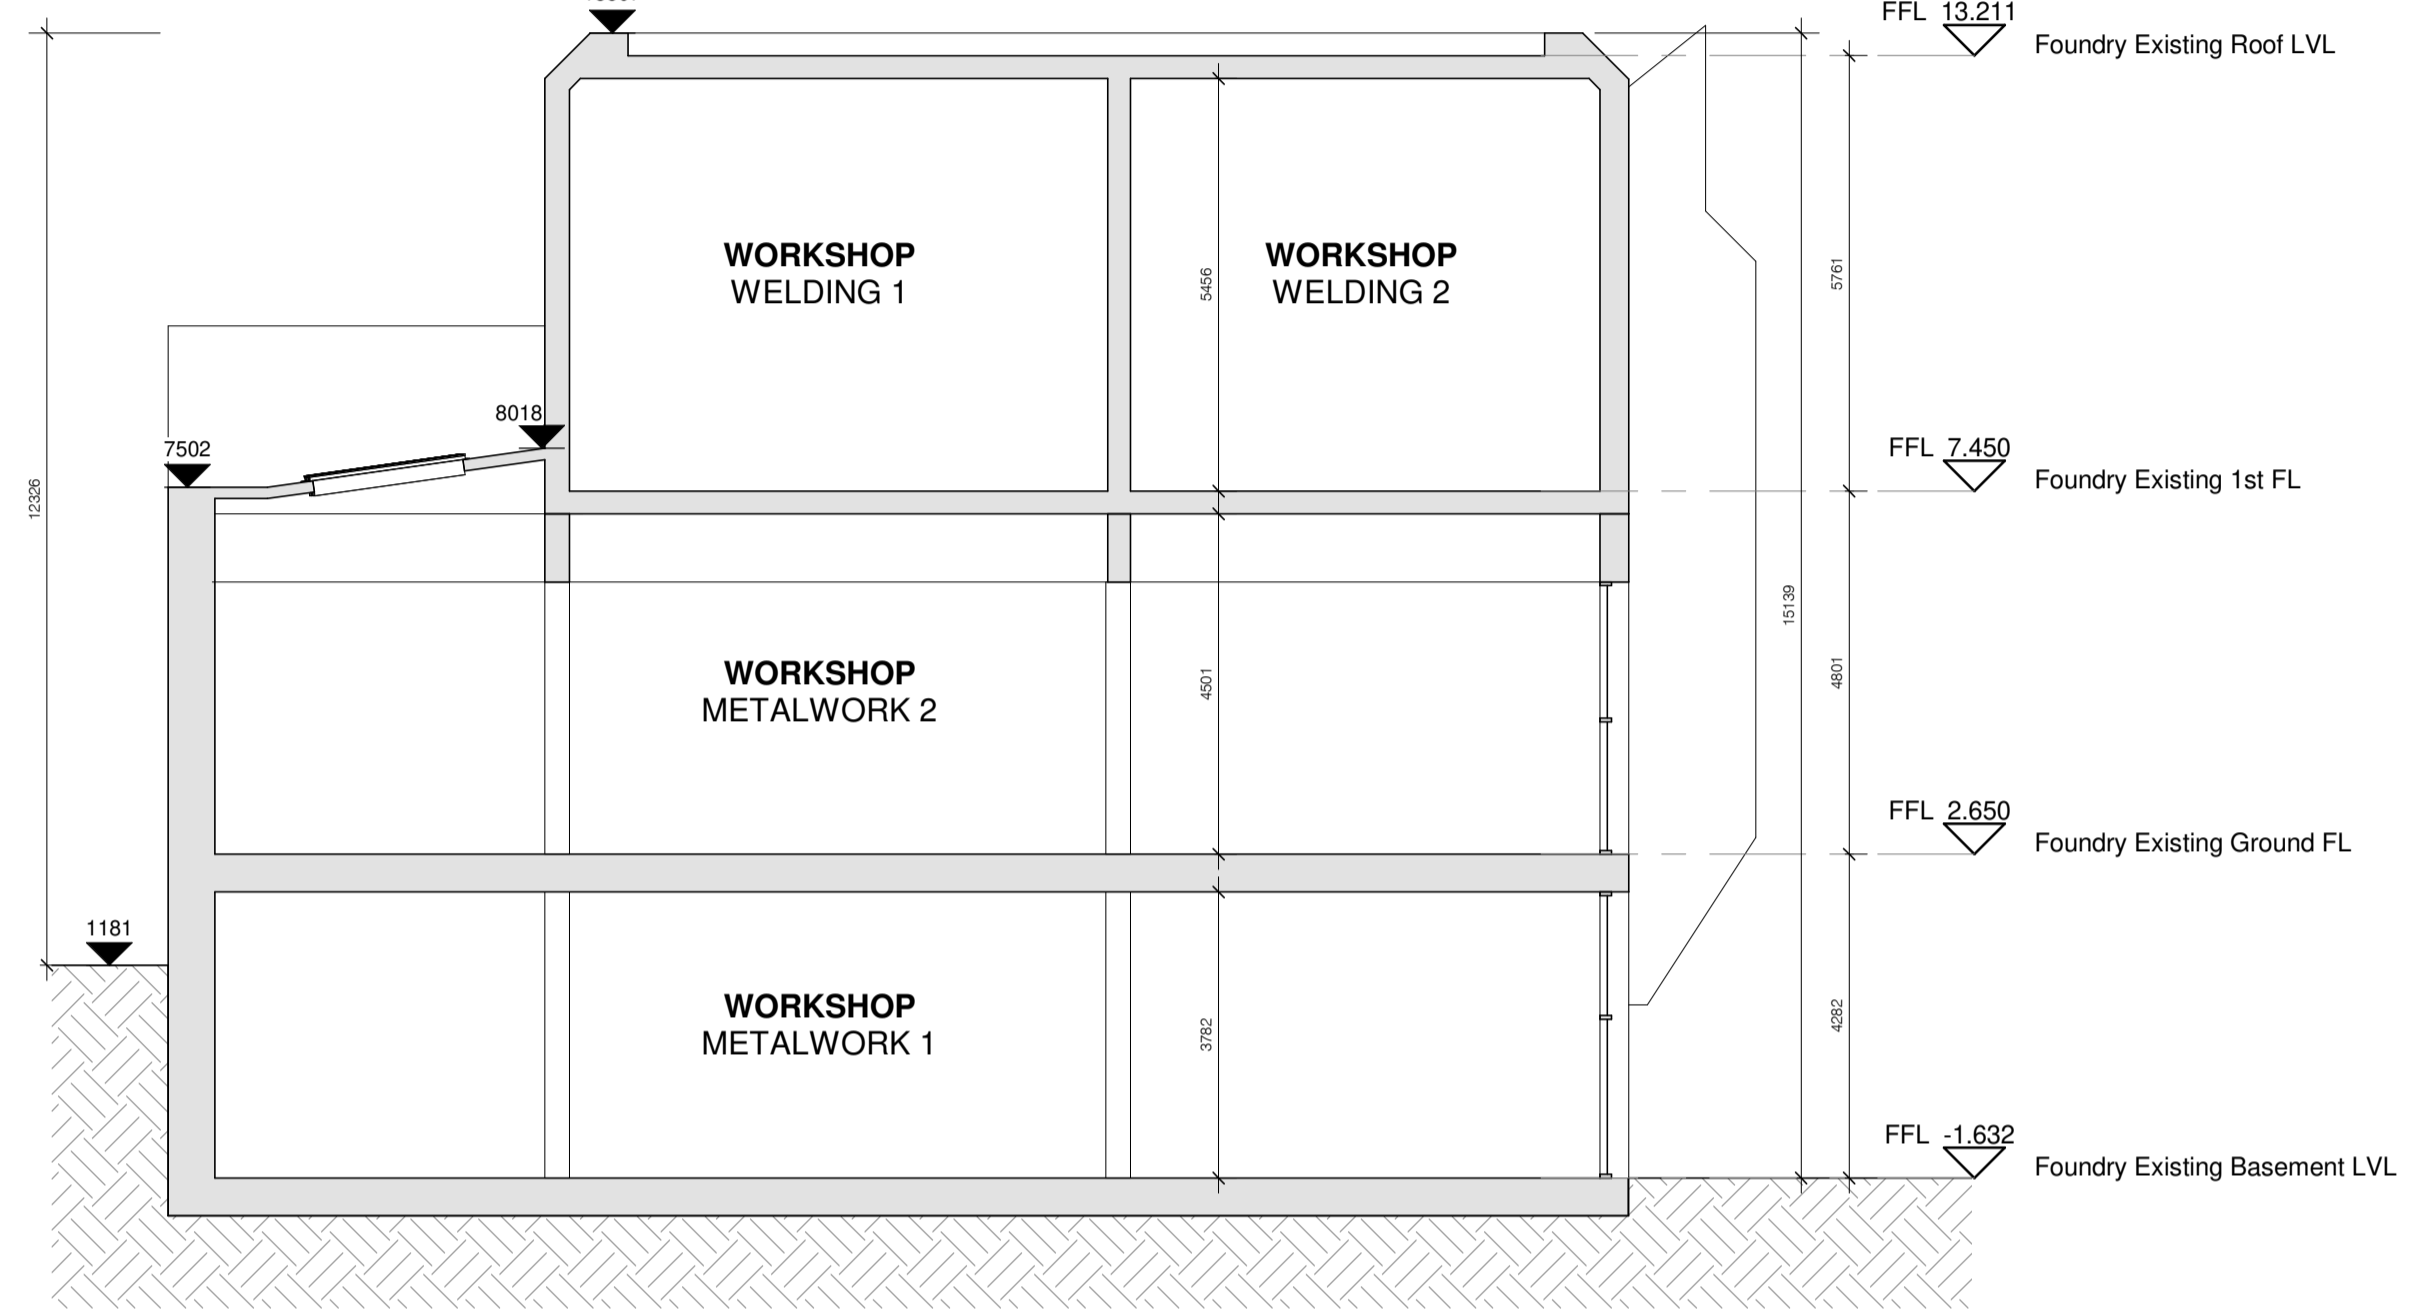 FFL 13.211
Foundry Existing Roof LVL
WORKSHOP
WELDING 1
WORKSHOP
WELDING 2
5456
5761
8018
7502
FFL 7.450
Foundry Existing 1st FL
12326
15139
WORKSHOP
METALWORK 2
4501
4801
FFL 2.650
Foundry Existing Ground FL
1181
WORKSHOP
METALWORK 1
3782
4282
FFL -1.632
Foundry Existing Basement LVL